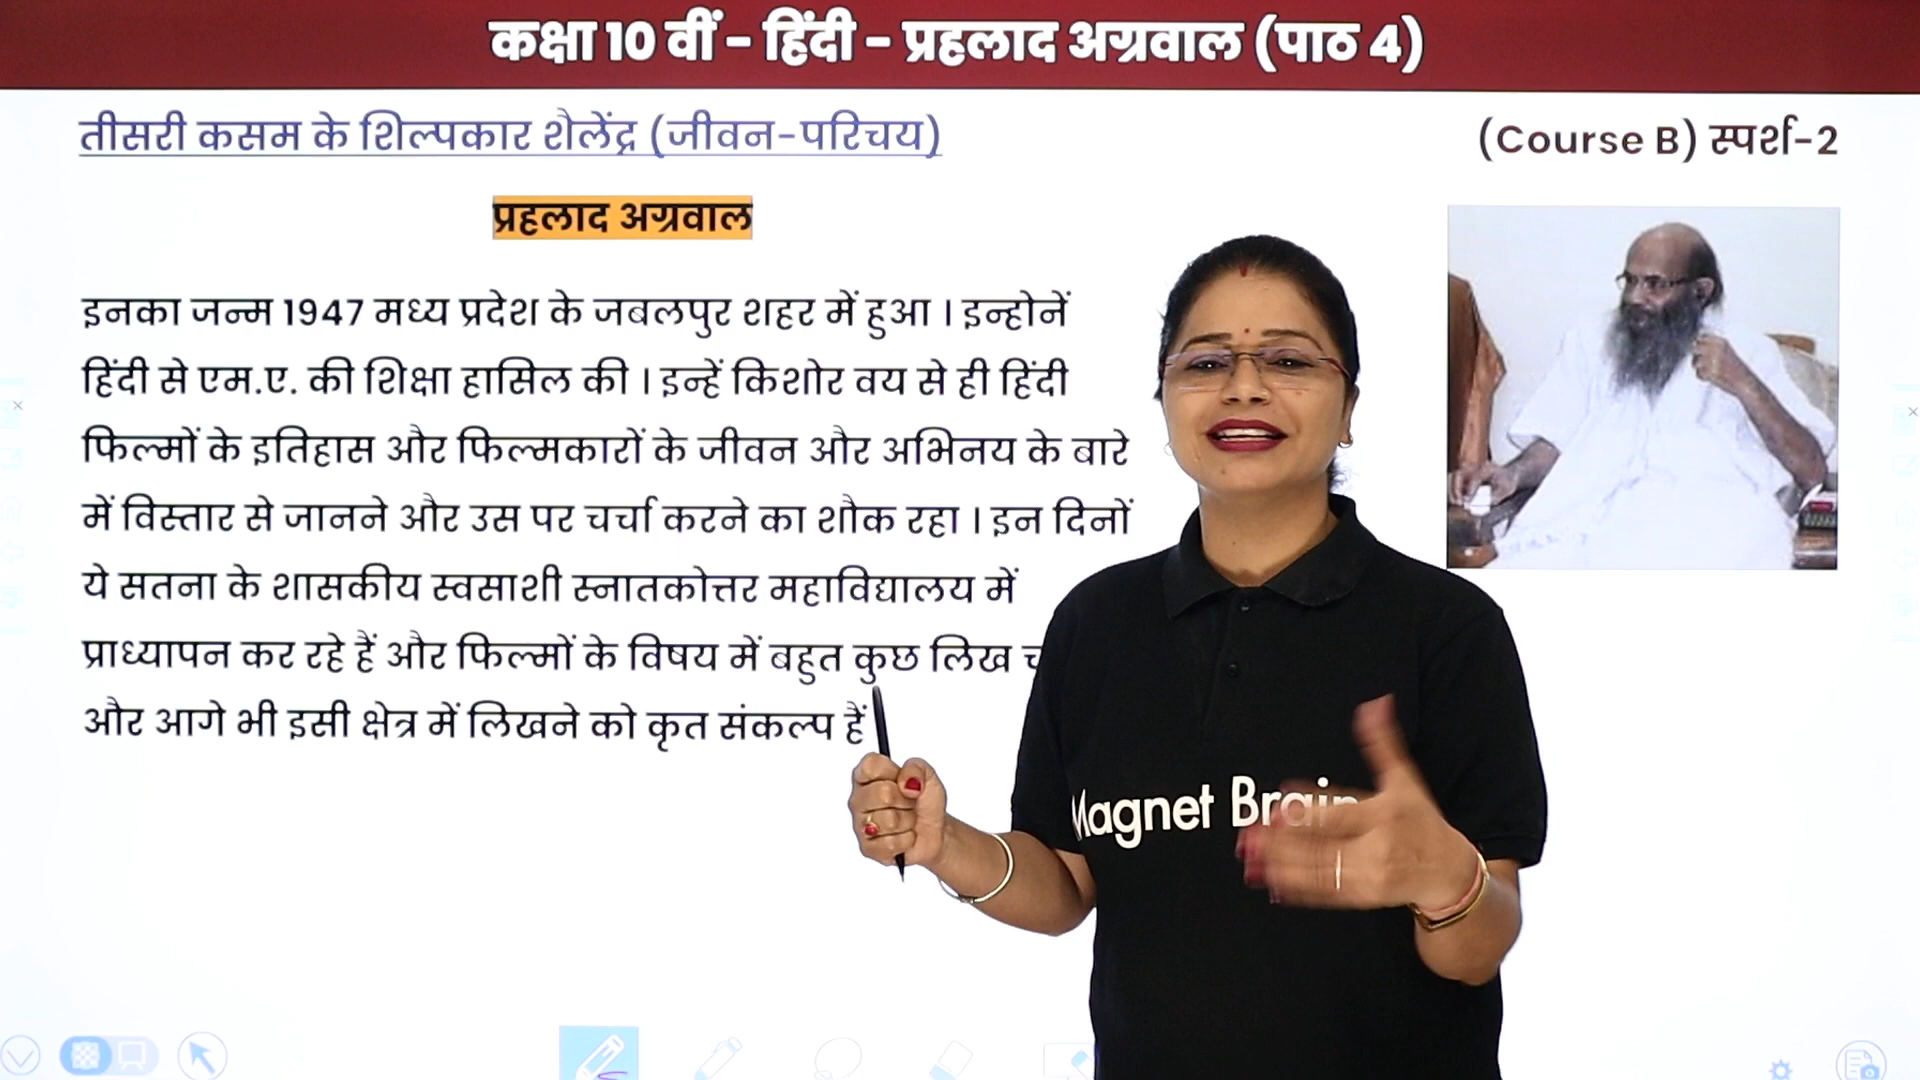 कक्षा 10 वीं - हिंदी - प्रहलाद अग्रवाल (पाठ 4)
तीसरी कसम के शिल्पकार शैलेंद्र (जीवन-परिचय)
(Course B) स्पर्श-2
प्रहलाद अग्रवाल
इनका जन्म 1947 मध्य प्रदेश के जबलपुर शहर में हुआ । इन्होनें
हिंदी से एम.ए. की शिक्षा हासिल की । इन्हें किशोर वय से ही हिंदी
फिल्मों के इतिहास और फिल्मकारों के जीवन और अभिनय के बारे
में विस्तार से जानने और उस पर चर्चा करने का शौक रहा । इन दिनों
ये सतना के शासकीय स्वसाशी स्नातकोत्तर महाविद्यालय में
प्राध्यापन कर रहे हैं और फिल्मों के विषय में बहुत कुछ लिख
और आगे भी इसी क्षेत्र में लिखने को कृत संकल्प हैं
Magnet Brain